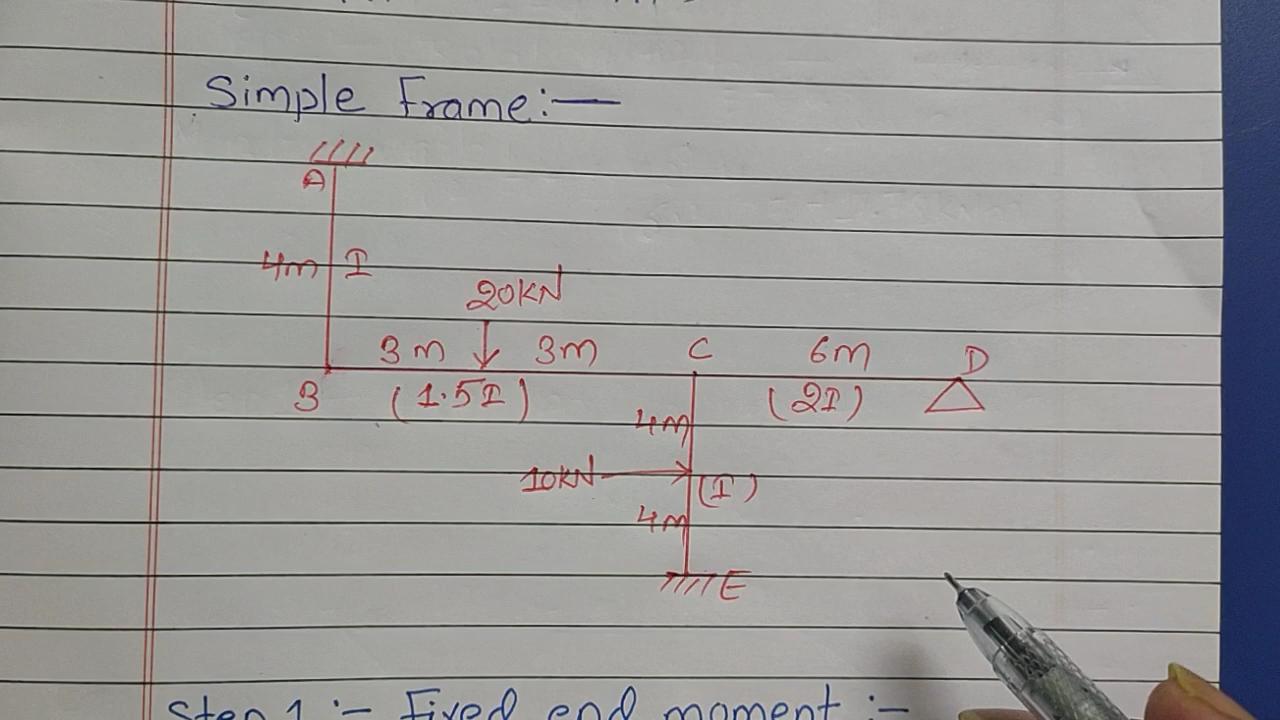 Simple Frame:-
A
4m I
20KN
3m 3m C 6m D
B (1.5I) (2I)
4m
10KN (I)
4m
E
Step 1:- Fixed end moment :-